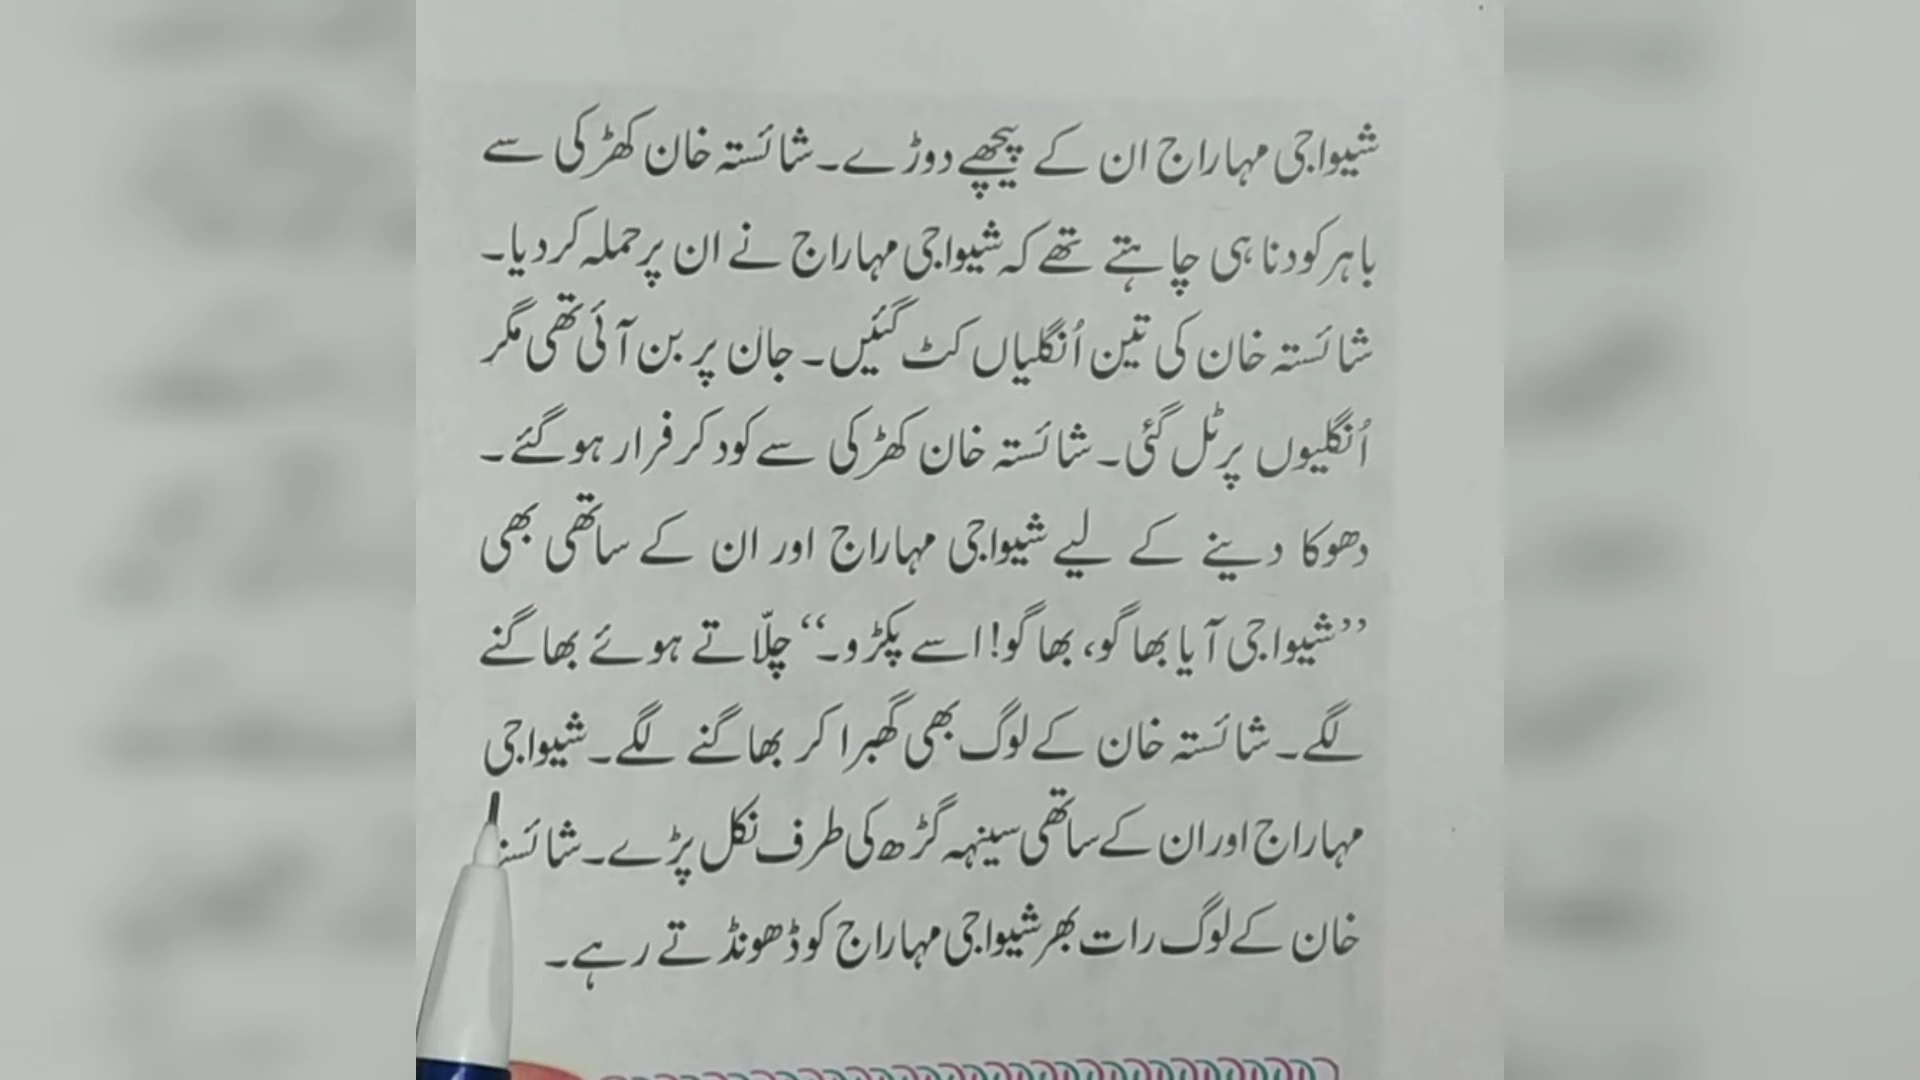 شیواجی مہاراج ان کے پیچھے دوڑے۔ شائستہ خان کھڑکی سے
باہر کودنا ہی چاہتے تھے کہ شیواجی مہاراج نے ان پر حملہ کردیا۔
شائستہ خان کی تین اُنگلیاں کٹ گئیں۔ جان پر بن آئی تھی مگر
اُنگلیوں پر ٹل گئی۔ شائستہ خان کھڑکی سے کود کر فرار ہوگئے۔
دھوکا دینے کے لیے شیواجی مہاراج اور ان کے ساتھی بھی
’’شیواجی آیا بھاگو، بھاگو! اسے پکڑو۔‘‘ چلّاتے ہوئے بھاگنے
لگے۔ شائستہ خان کے لوگ بھی گھبرا کر بھاگنے لگے۔ شیواجی
مہاراج اور ان کے ساتھی سینہہ گڑھ کی طرف نکل پڑے۔
خان کے لوگ رات بھر شیواجی مہاراج کو ڈھونڈتے رہے۔